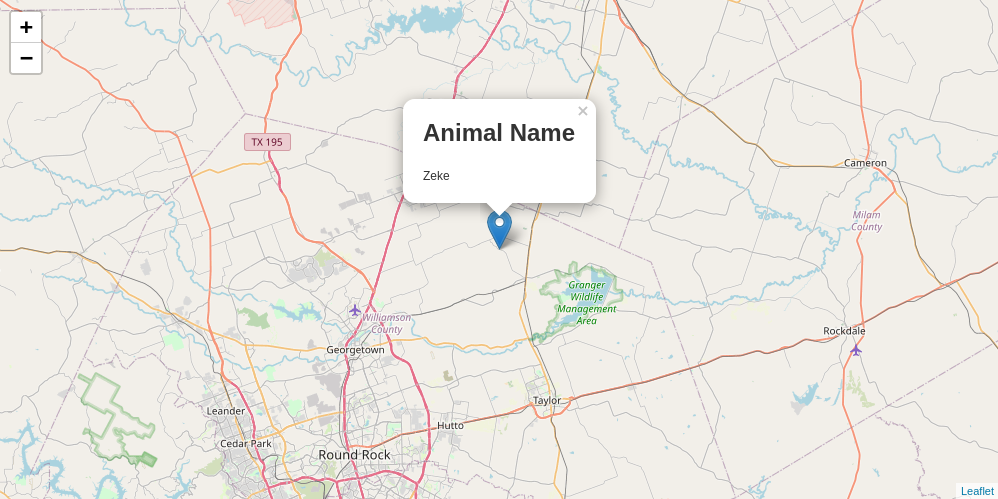 +
−
×
Animal Name
Zeke
TX 195
Cameron
Milam
County
Granger
Wildlife
Management
Area
Williamson
County
Georgetown
Rockdale
Taylor
Leander
Hutto
Cedar Park
Round Rock
Leaflet